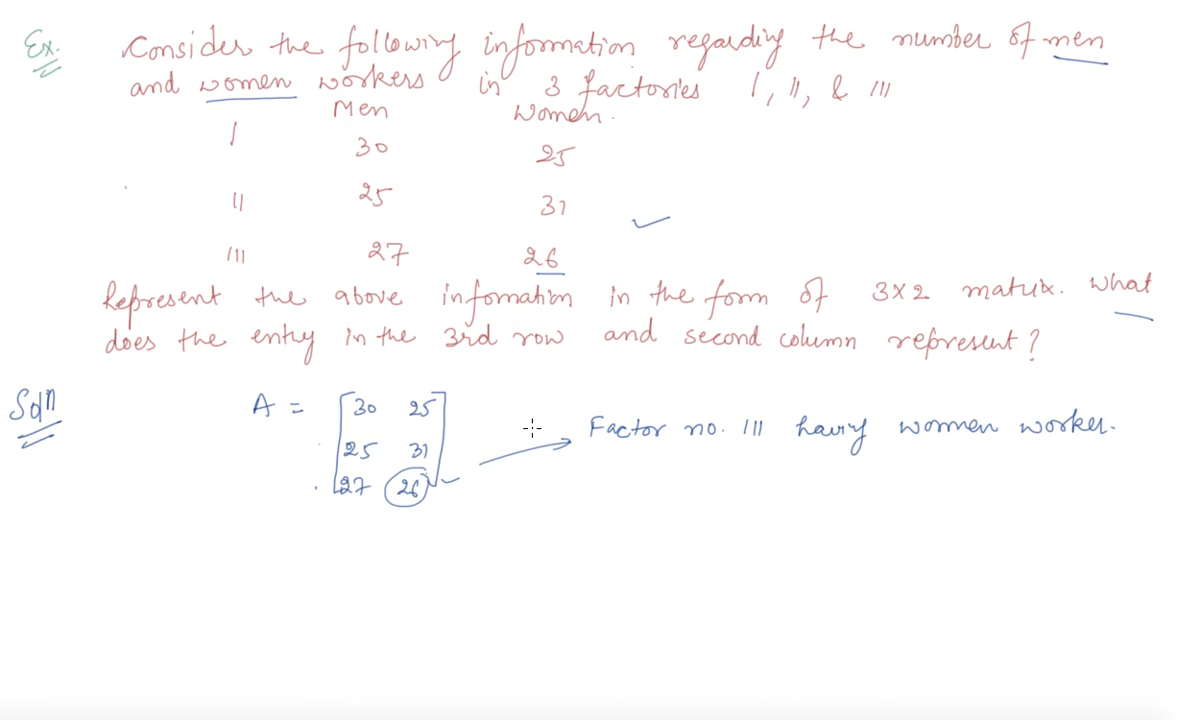 Ex. Consider the following information regarding the number of men
and women workers in 3 factories I, II, & III
Men Women.
I 30 25
II 25 31
III 27 26
Represent the above infomation in the form of 3×2 matrix. What
does the entry in the 3rd row and second column represent?
Soln A = [30 25
25 31
27 26]
Factor no. III having women worker.